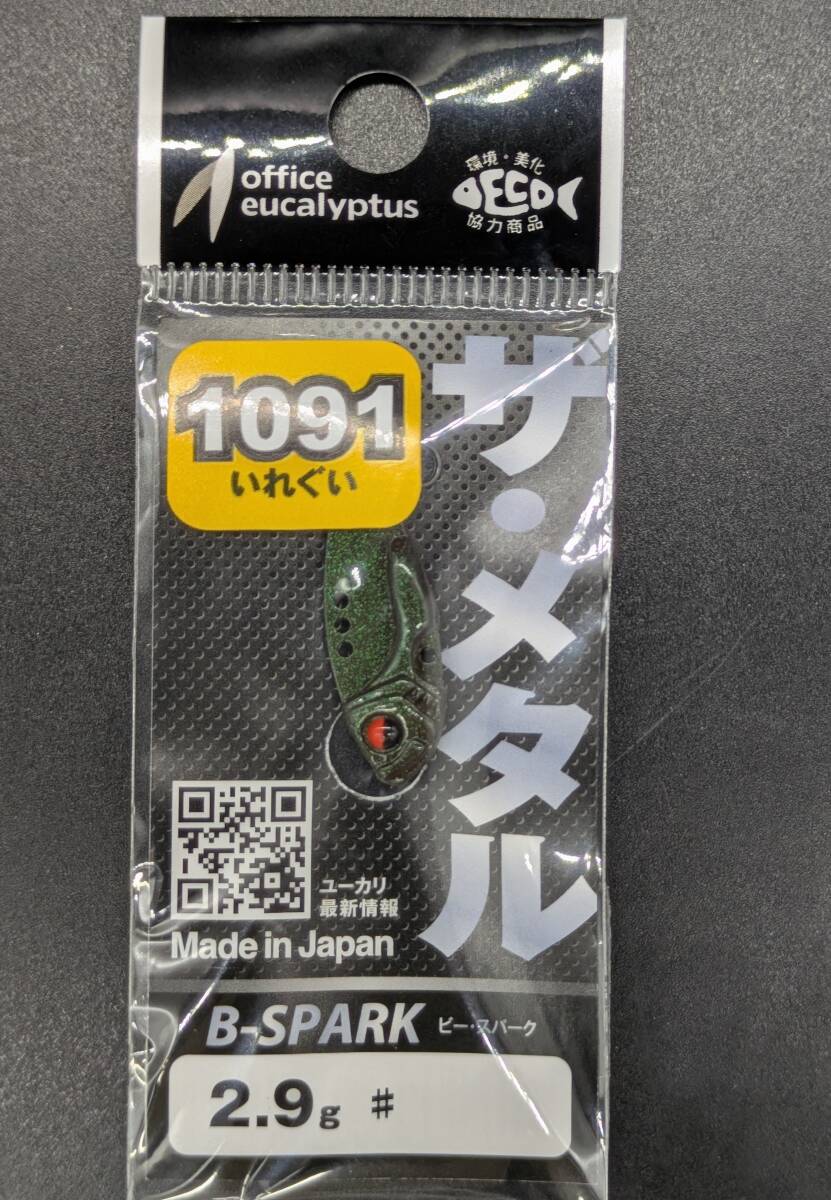 office
eucalyptus
環境・美化
ECO
協力商品
1091
いれぐい
ザ・メタル
ユーカリ
最新情報
Made in Japan
B-SPARK ビー・スパーク
2.9g #